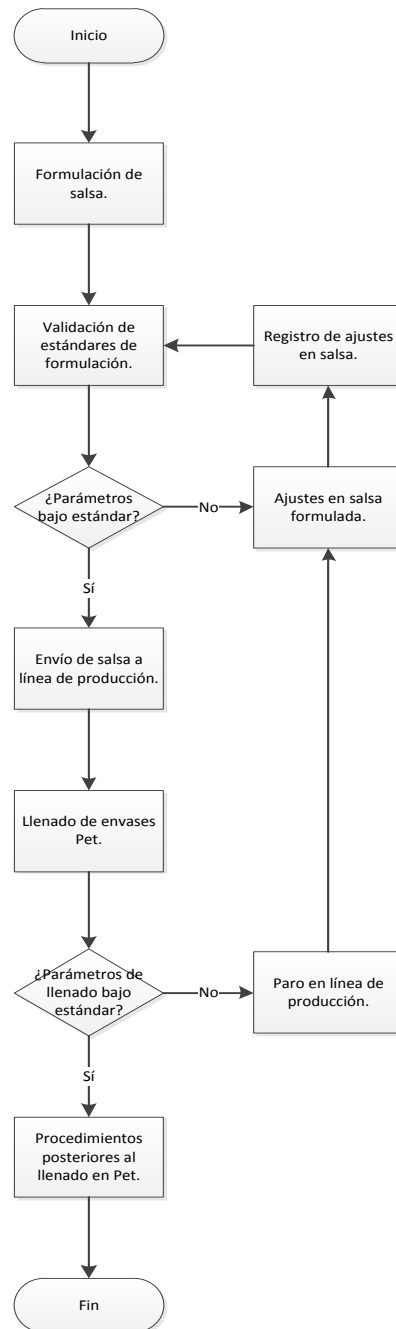 Inicio
Formulación de
salsa.
Validación de
estándares de
formulación.
Registro de ajustes
en salsa.
¿Parámetros
bajo estándar?
No
Ajustes en salsa
formulada.
Sí
Envío de salsa a
línea de producción.
Llenado de envases
Pet.
¿Parámetros de
llenado bajo
estándar?
No
Paro en línea de
producción.
Sí
Procedimientos
posteriores al
llenado en Pet.
Fin